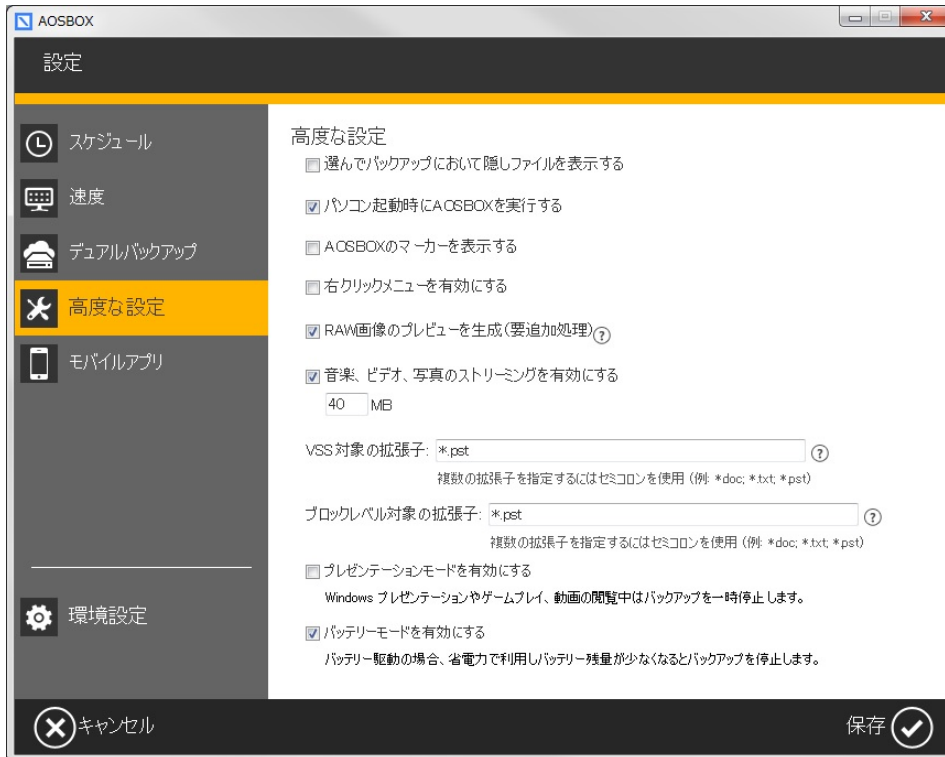 AOSBOX
設定
スケジュール
速度
デュアルバックアップ
高度な設定
モバイルアプリ
環境設定
高度な設定
選んでバックアップにおいて隠しファイルを表示する
パソコン起動時にAOSBOXを実行する
AOSBOXのマーカーを表示する
右クリックメニューを有効にする
RAW画像のプレビューを生成(要追加処理)?
音楽、ビデオ、写真のストリーミングを有効にする
40 MB
VSS対象の拡張子: *.pst ?
複数の拡張子を指定するにはセミコロンを使用 (例: *doc; *.txt; *pst)
ブロックレベル対象の拡張子: *.pst ?
複数の拡張子を指定するにはセミコロンを使用 (例: *doc; *.txt; *pst)
プレゼンテーションモードを有効にする
Windows プレゼンテーションやゲームプレイ、動画の閲覧中はバックアップを一時停止します。
バッテリーモードを有効にする
バッテリー駆動の場合、省電力で利用しバッテリー残量が少なくなるとバックアップを停止します。
キャンセル
保存